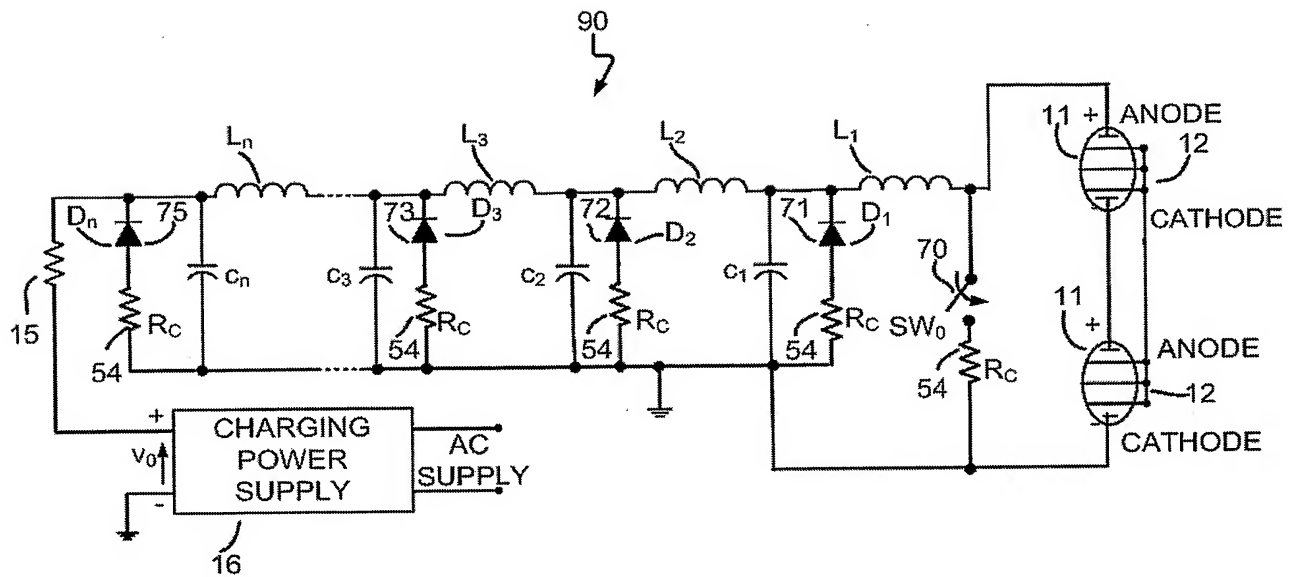 90
Ln L3 L2 L1
11 + ANODE
12
CATHODE
Dn 75 73 D3 72 D2 71 D1
15 cn c3 c2 c1 70
SW0
RC RC RC RC RC
54 54 54 54 54
11 + ANODE
12
- CATHODE
+ CHARGING POWER SUPPLY -
v0
AC SUPPLY
16